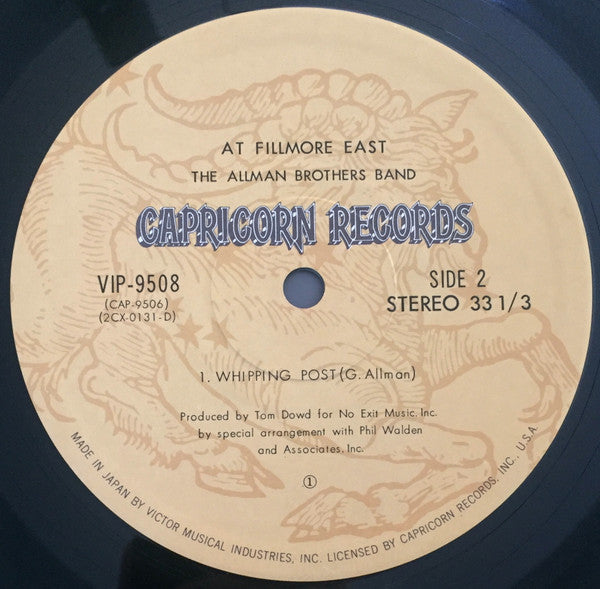 AT FILLMORE EAST
THE ALLMAN BROTHERS BAND
CAPRICORN RECORDS
VIP-9508
(CAP-9506)
(2CX-0131-D)
SIDE 2
STEREO 33 1/3
1. WHIPPING POST (G. Allman)
Produced by Tom Dowd for No Exit Music. Inc.
by special arrangement with Phil Walden
and Associates. Inc.
①
MADE IN JAPAN BY VICTOR MUSICAL INDUSTRIES, INC. LICENSED BY CAPRICORN RECORDS. INC., U.S.A.